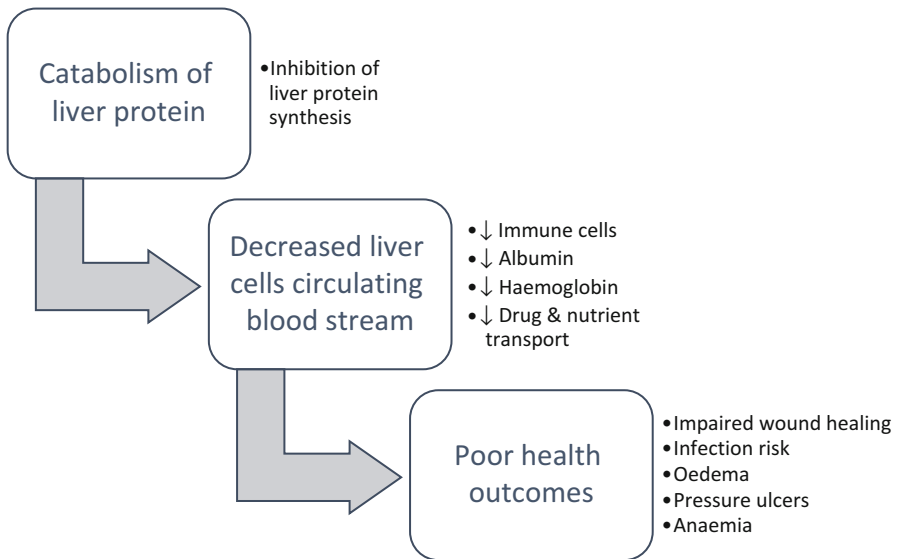 Catabolism of
liver protein
•Inhibition of
liver protein
synthesis
Decreased liver
cells circulating
blood stream
•↓ Immune cells
•↓ Albumin
•↓ Haemoglobin
•↓ Drug & nutrient
transport
Poor health
outcomes
•Impaired wound healing
•Infection risk
•Oedema
•Pressure ulcers
•Anaemia